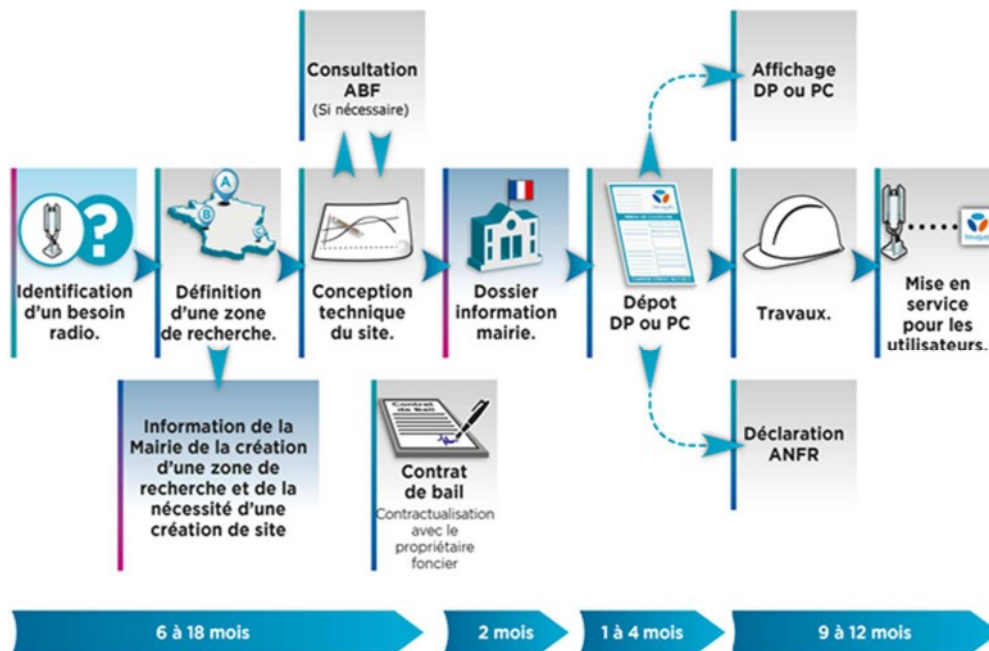 Consultation
ABF
(Si nécessaire)
Affichage
DP ou PC
A
B
C
?
Identification
d'un besoin
radio.
Définition
d'une zone
de recherche.
Conception
technique
du site.
Dossier
information
mairie.
Dépot
DP ou PC
Travaux.
Mise en
service
pour les
utilisateurs.
Information de la
Mairie de la création
d'une zone de
recherche et de la
nécessité d'une
création de site
Contrat
de Bail
Contrat
de bail
Contractualisation
avec le
propriétaire
foncier
Déclaration
ANFR
6 à 18 mois
2 mois
1 à 4 mois
9 à 12 mois